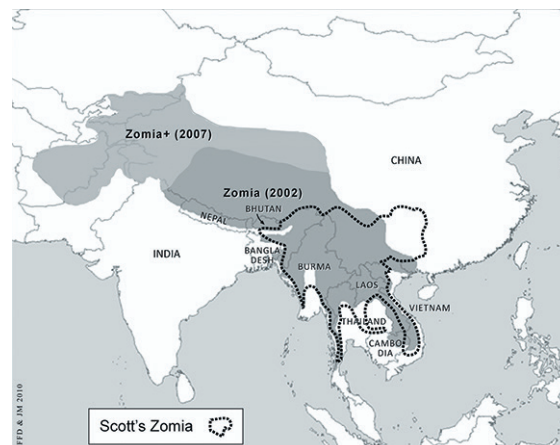 Zomia+ (2007)
CHINA
Zomia (2002)
BHUTAN
NEPAL
INDIA
BANGLA
DESH
BURMA
LAOS
VIETNAM
THAILAND
CAMBO
DIA
FFD & JM 2010
Scott's Zomia